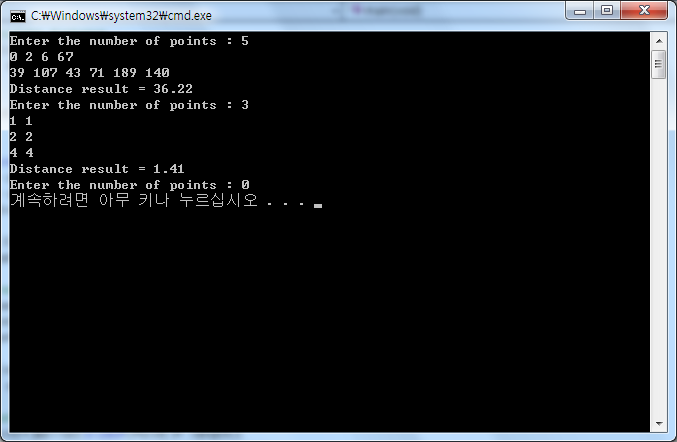 C:₩Windows₩system32₩cmd.exe
Enter the number of points : 5
0 2 6 67
39 107 43 71 189 140
Distance result = 36.22
Enter the number of points : 3
1 1
2 2
4 4
Distance result = 1.41
Enter the number of points : 0
계속하려면 아무 키나 누르십시오 . . .